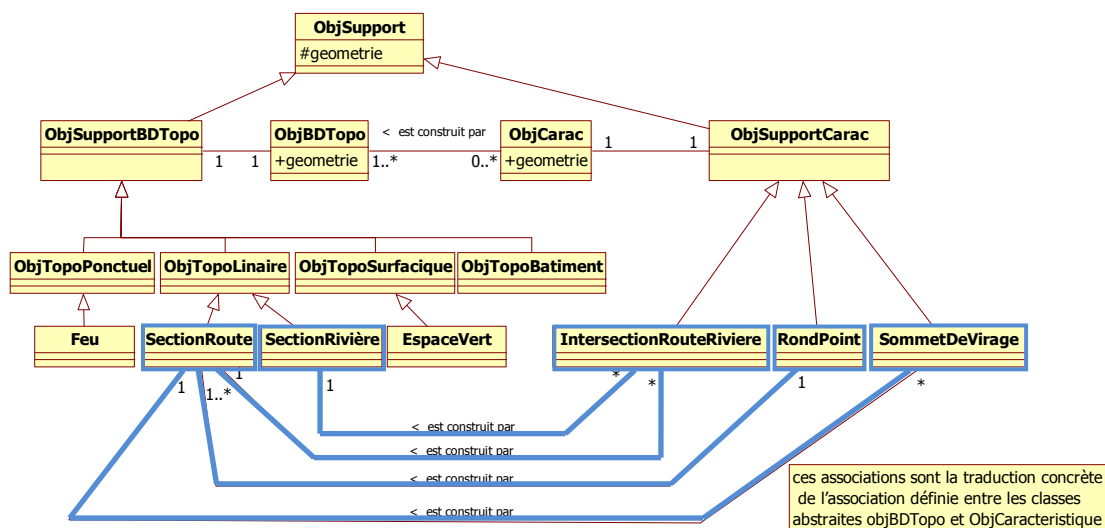 ObjSupport
#geometrie
ObjSupportBDTopo
ObjBDTopo
+geometrie
< est construit par
ObjCarac
+geometrie
ObjSupportCarac
1
1
1..*
0..*
1
1
ObjTopoPonctuel
ObjTopoLinaire
ObjTopoSurfacique
ObjTopoBatiment
Feu
SectionRoute
SectionRivière
EspaceVert
IntersectionRouteRiviere
RondPoint
SommetDeVirage
1
1..*
1
1
*
*
1
*
< est construit par
< est construit par
< est construit par
< est construit par
ces associations sont la traduction concrète
de l'association définie entre les classes
abstraites objBDTopo et ObjCaracteristique